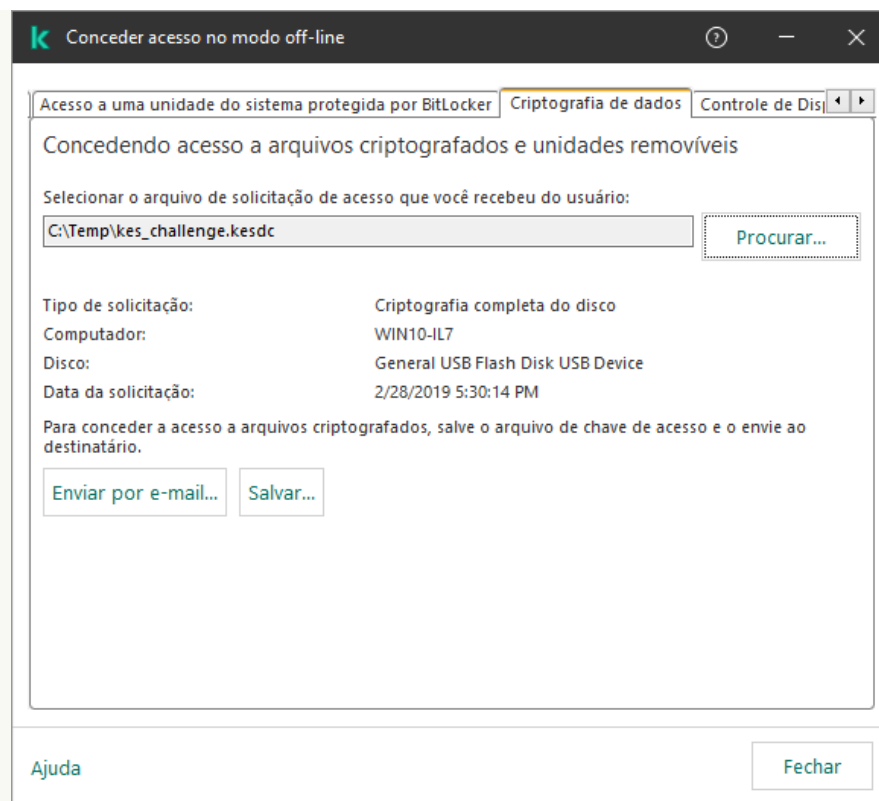 Conceder acesso no modo off-line
Acesso a uma unidade do sistema protegida por BitLocker Criptografia de dados Controle de
Concedendo acesso a arquivos criptografados e unidades removíveis
Selecionar o arquivo de solicitação de acesso que você recebeu do usuário:
C:\Temp\kes_challenge.kesdc Procurar...
Tipo de solicitação: Criptografia completa do disco
Computador: WIN10-IL7
Disco: General USB Flash Disk USB Device
Data da solicitação: 2/28/2019 5:30:14 PM
Para conceder a acesso a arquivos criptografados, salve o arquivo de chave de acesso e o envie ao
destinatário.
Enviar por e-mail... Salvar...
Ajuda Fechar